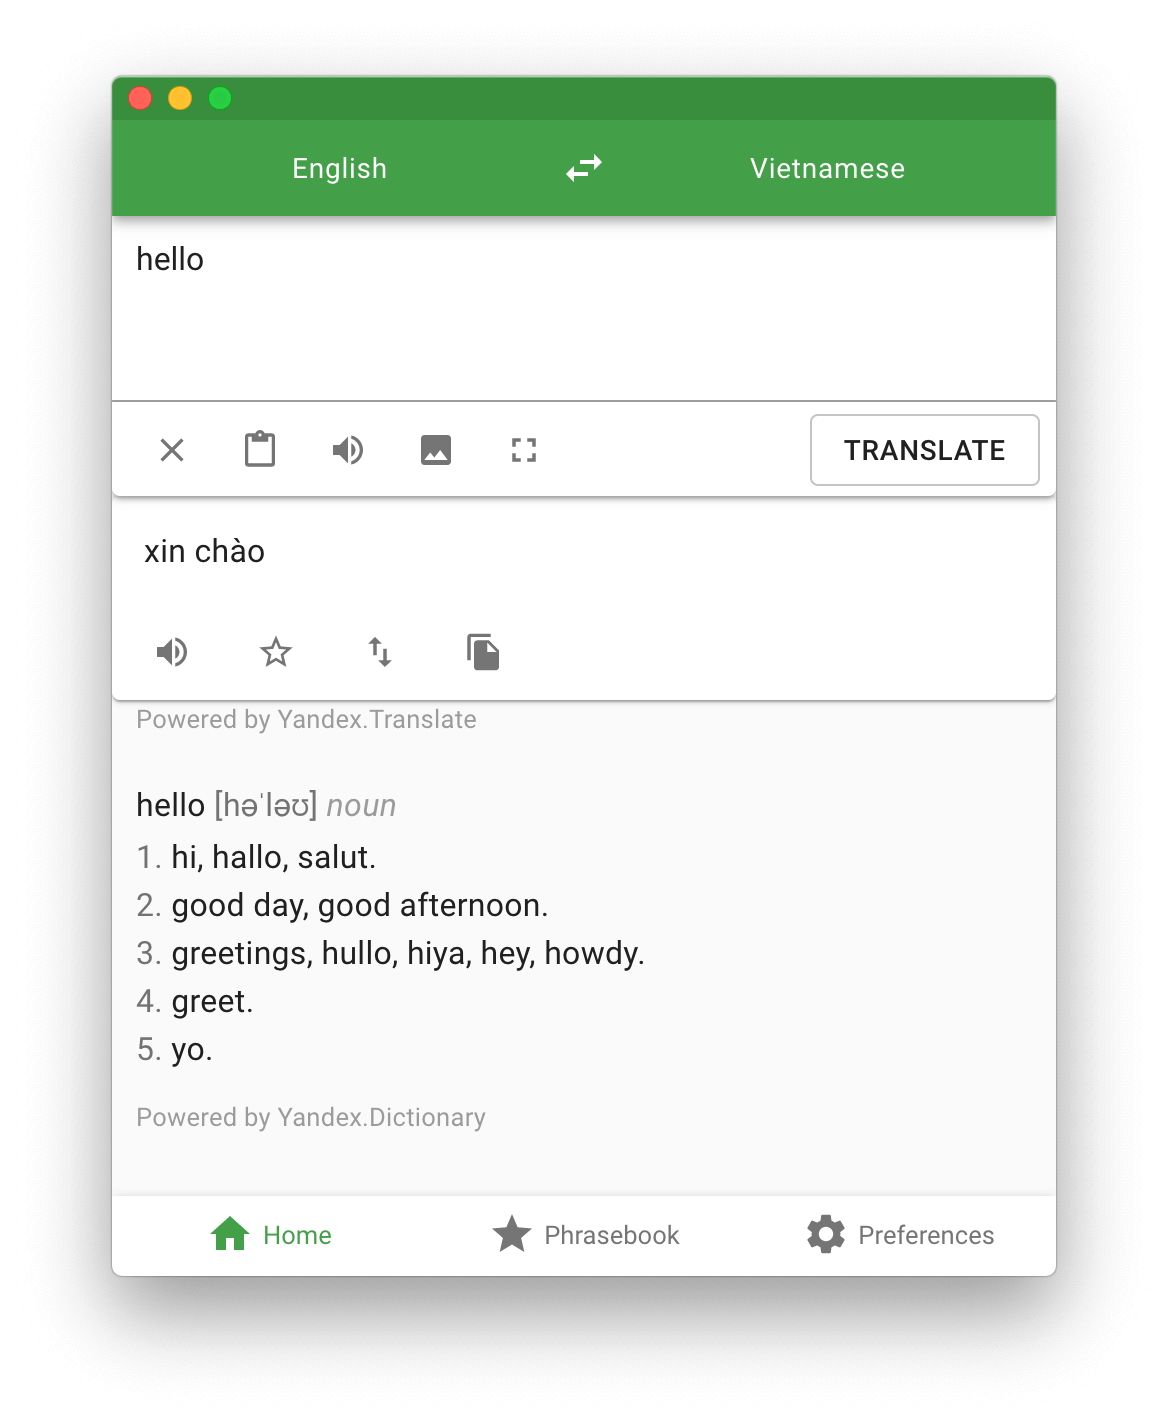 English Vietnamese
hello
TRANSLATE
xin chào
Powered by Yandex.Translate
hello [həˈləʊ] noun
1. hi, hallo, salut.
2. good day, good afternoon.
3. greetings, hullo, hiya, hey, howdy.
4. greet.
5. yo.
Powered by Yandex.Dictionary
Home Phrasebook Preferences